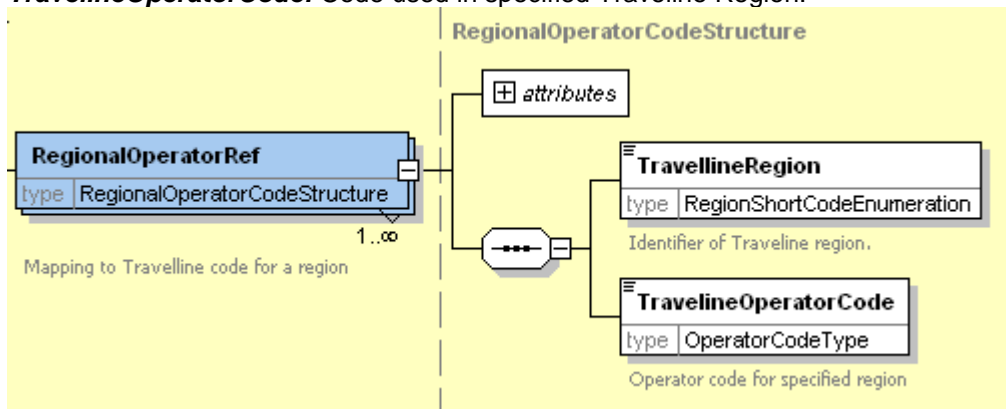 TravelineOperatorCode: Code used in specified Traveline Region.
RegionalOperatorCodeStructure
attributes
RegionalOperatorRef
type RegionalOperatorCodeStructure
1..∞
Mapping to Travelline code for a region
TravellineRegion
type RegionShortCodeEnumeration
Identifier of Traveline region.
TravelineOperatorCode
type OperatorCodeType
Operator code for specified region